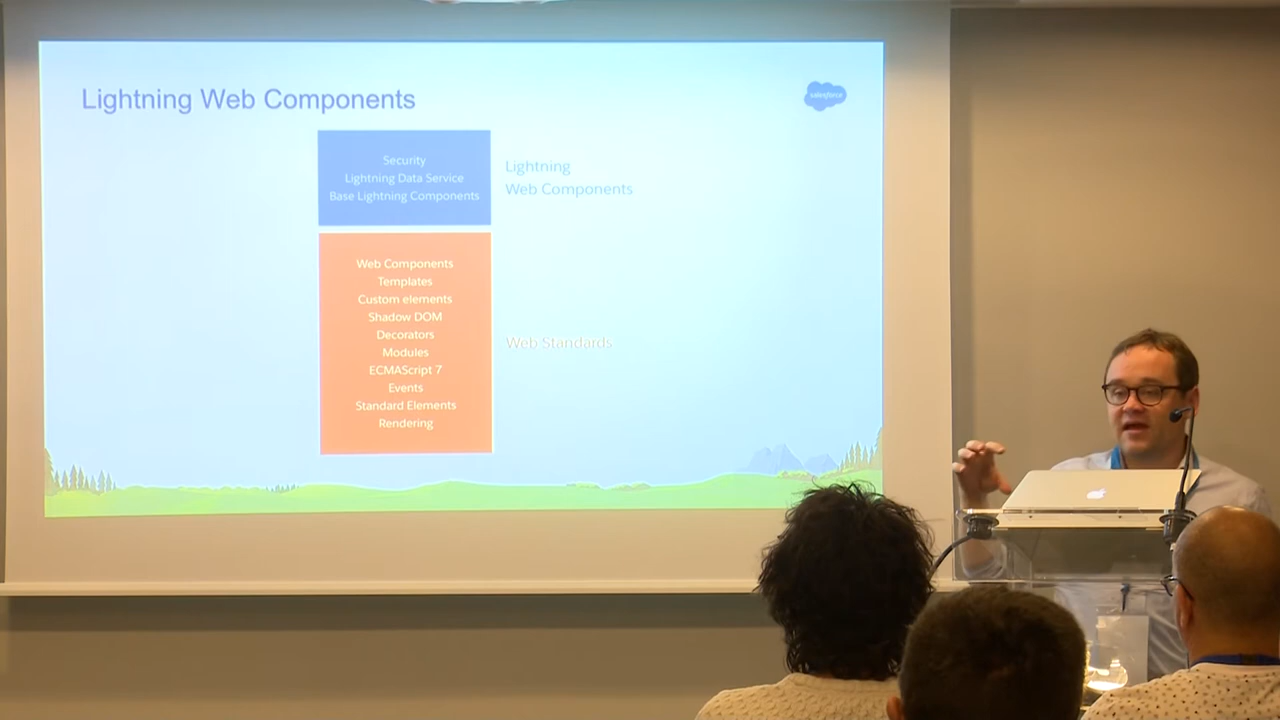 Lightning Web Components
salesforce
Security
Lightning Data Service
Base Lightning Components
Lightning
Web Components
Web Components
Templates
Custom elements
Shadow DOM
Decorators
Modules
ECMAScript 7
Events
Standard Elements
Rendering
Web Standards